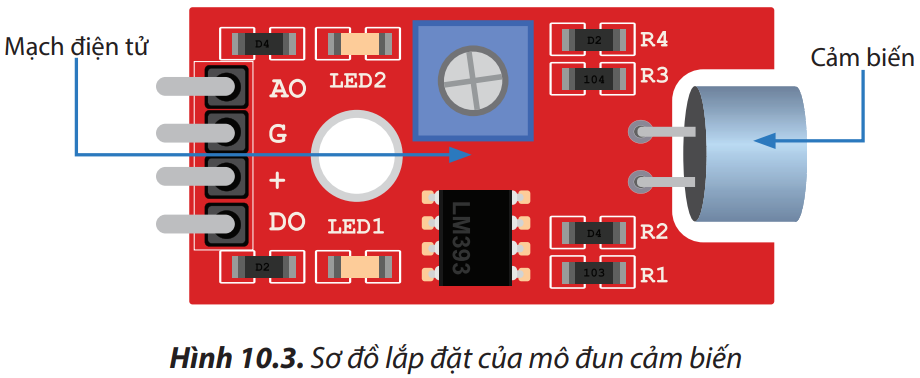 Mạch điện tử
Cảm biến
D4
LED2
D2
R4
104
R3
AO
G
+
DO
LED1
LM393
D4
R2
103
R1
D2
Hình 10.3. Sơ đồ lắp đặt của mô đun cảm biến